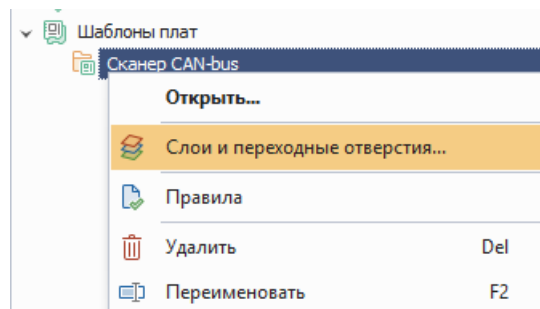 Шаблоны плат
Сканер CAN-bus
Открыть...
Слои и переходные отверстия...
Правила
Удалить Del
Переименовать F2